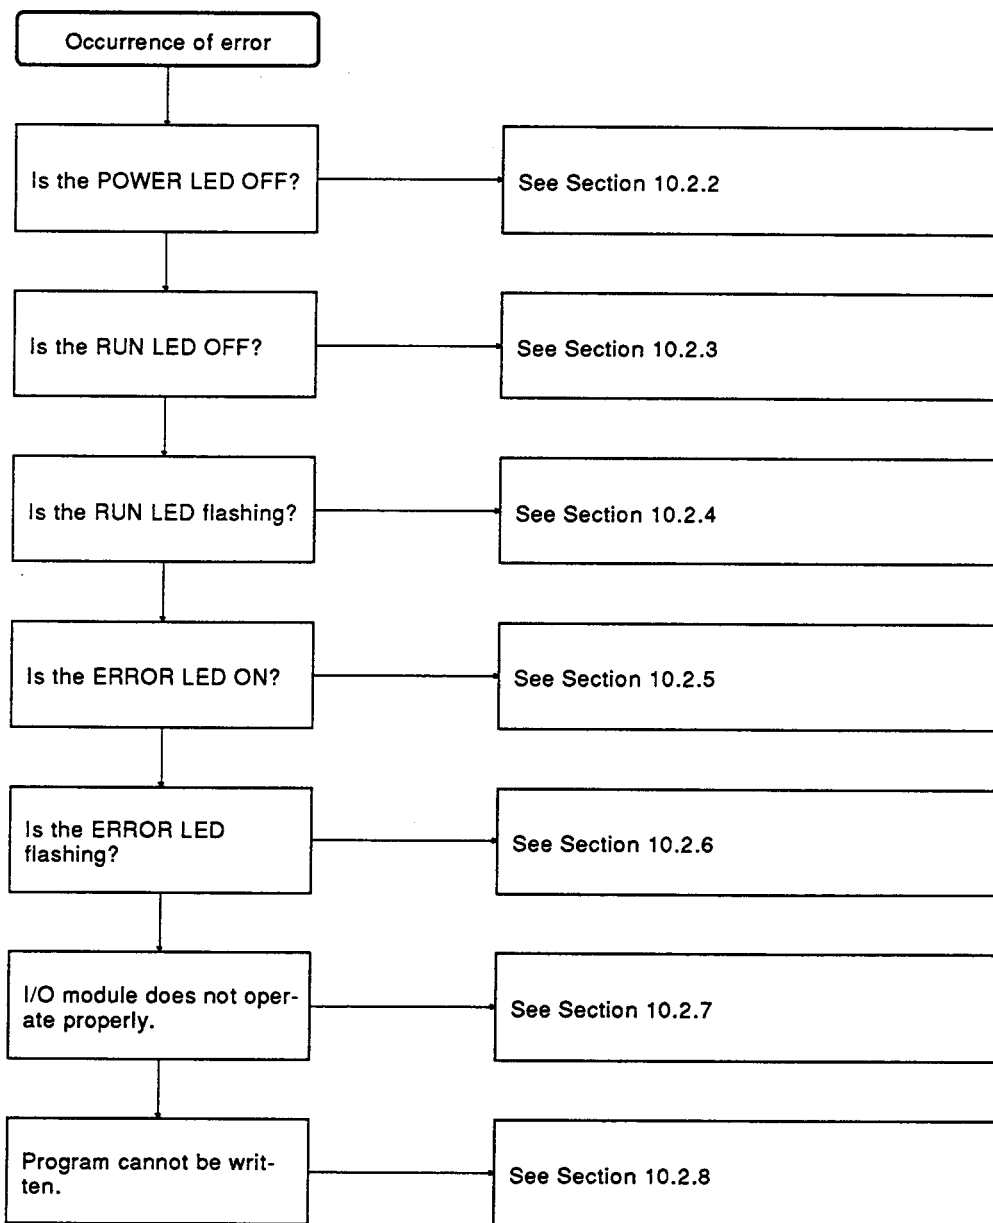 Occurrence of error
Is the POWER LED OFF?
See Section 10.2.2
Is the RUN LED OFF?
See Section 10.2.3
Is the RUN LED flashing?
See Section 10.2.4
Is the ERROR LED ON?
See Section 10.2.5
Is the ERROR LED
flashing?
See Section 10.2.6
I/O module does not oper-
ate properly.
See Section 10.2.7
Program cannot be writ-
ten.
See Section 10.2.8